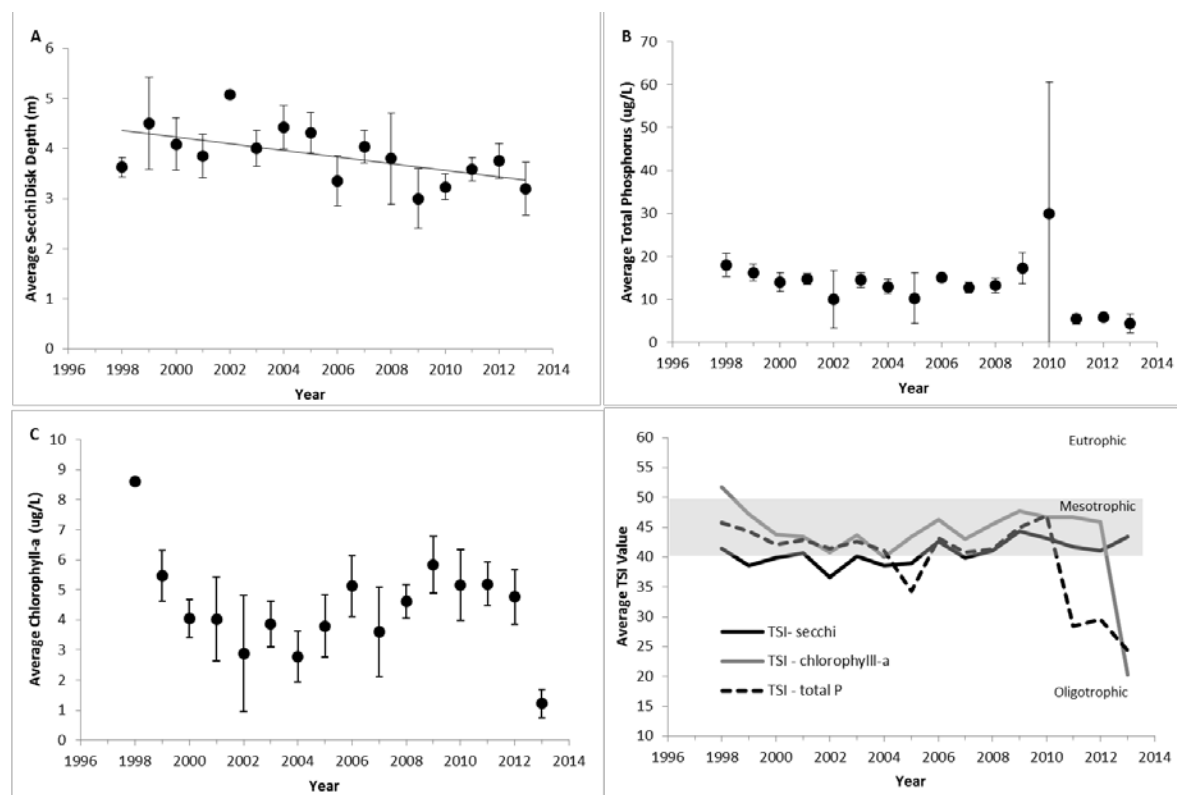 A
Average Secchi Disk Depth (m)
6
5
4
3
2
1
0
1996 1998 2000 2002 2004 2006 2008 2010 2012 2014
Year
B
Average Total Phosphorus (ug/L)
70
60
50
40
30
20
10
0
1996 1998 2000 2002 2004 2006 2008 2010 2012 2014
Year
C
Average Chlorophyll-a (ug/L)
10
9
8
7
6
5
4
3
2
1
0
1996 1998 2000 2002 2004 2006 2008 2010 2012 2014
Year
Average TSI Value
60
55
50
45
40
35
30
25
20
15
10
Eutrophic
Mesotrophic
Oligotrophic
TSI- secchi
TSI - chlorophylll-a
TSI - total P
1996 1998 2000 2002 2004 2006 2008 2010 2012 2014
Year